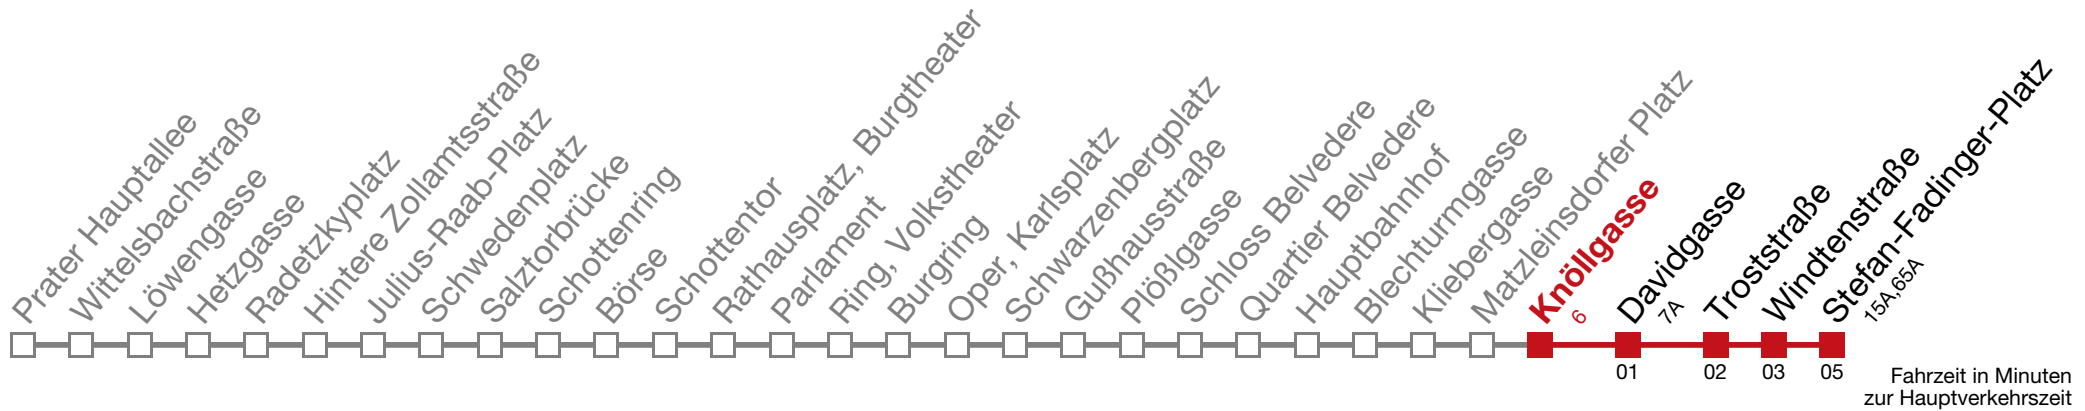 Prater Hauptallee
Wittelsbachstraße
Löwengasse
Hetzgasse
Radetzkyplatz
Hintere Zollamtsstraße
Julius-Raab-Platz
Schwedenplatz
Salztorbrücke
Schottenring
Börse
Schottentor
Rathausplatz, Burgtheater
Parlament
Ring, Volkstheater
Burgring
Oper, Karlsplatz
Schwarzenbergplatz
Gußhausstraße
Plößlgasse
Schloss Belvedere
Quartier Belvedere
Hauptbahnhof
Blechturmgasse
Kliebergasse
Matzleinsdorfer Platz
Knöllgasse
6
Davidgasse
7A
Troststraße
Windtenstraße
Stefan-Fadinger-Platz
15A,65A
01
02
03
05
Fahrzeit in Minuten
zur Hauptverkehrszeit